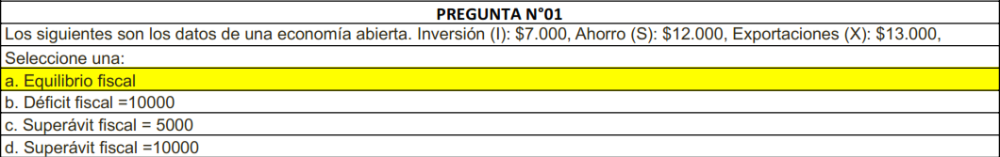 PREGUNTA N°01
Los siguientes son los datos de una economía abierta. Inversión (I): $7.000, Ahorro (S): $12.000, Exportaciones (X): $13.000,
Seleccione una:
a. Equilibrio fiscal
b. Déficit fiscal =10000
c. Superávit fiscal = 5000
d. Superávit fiscal =10000